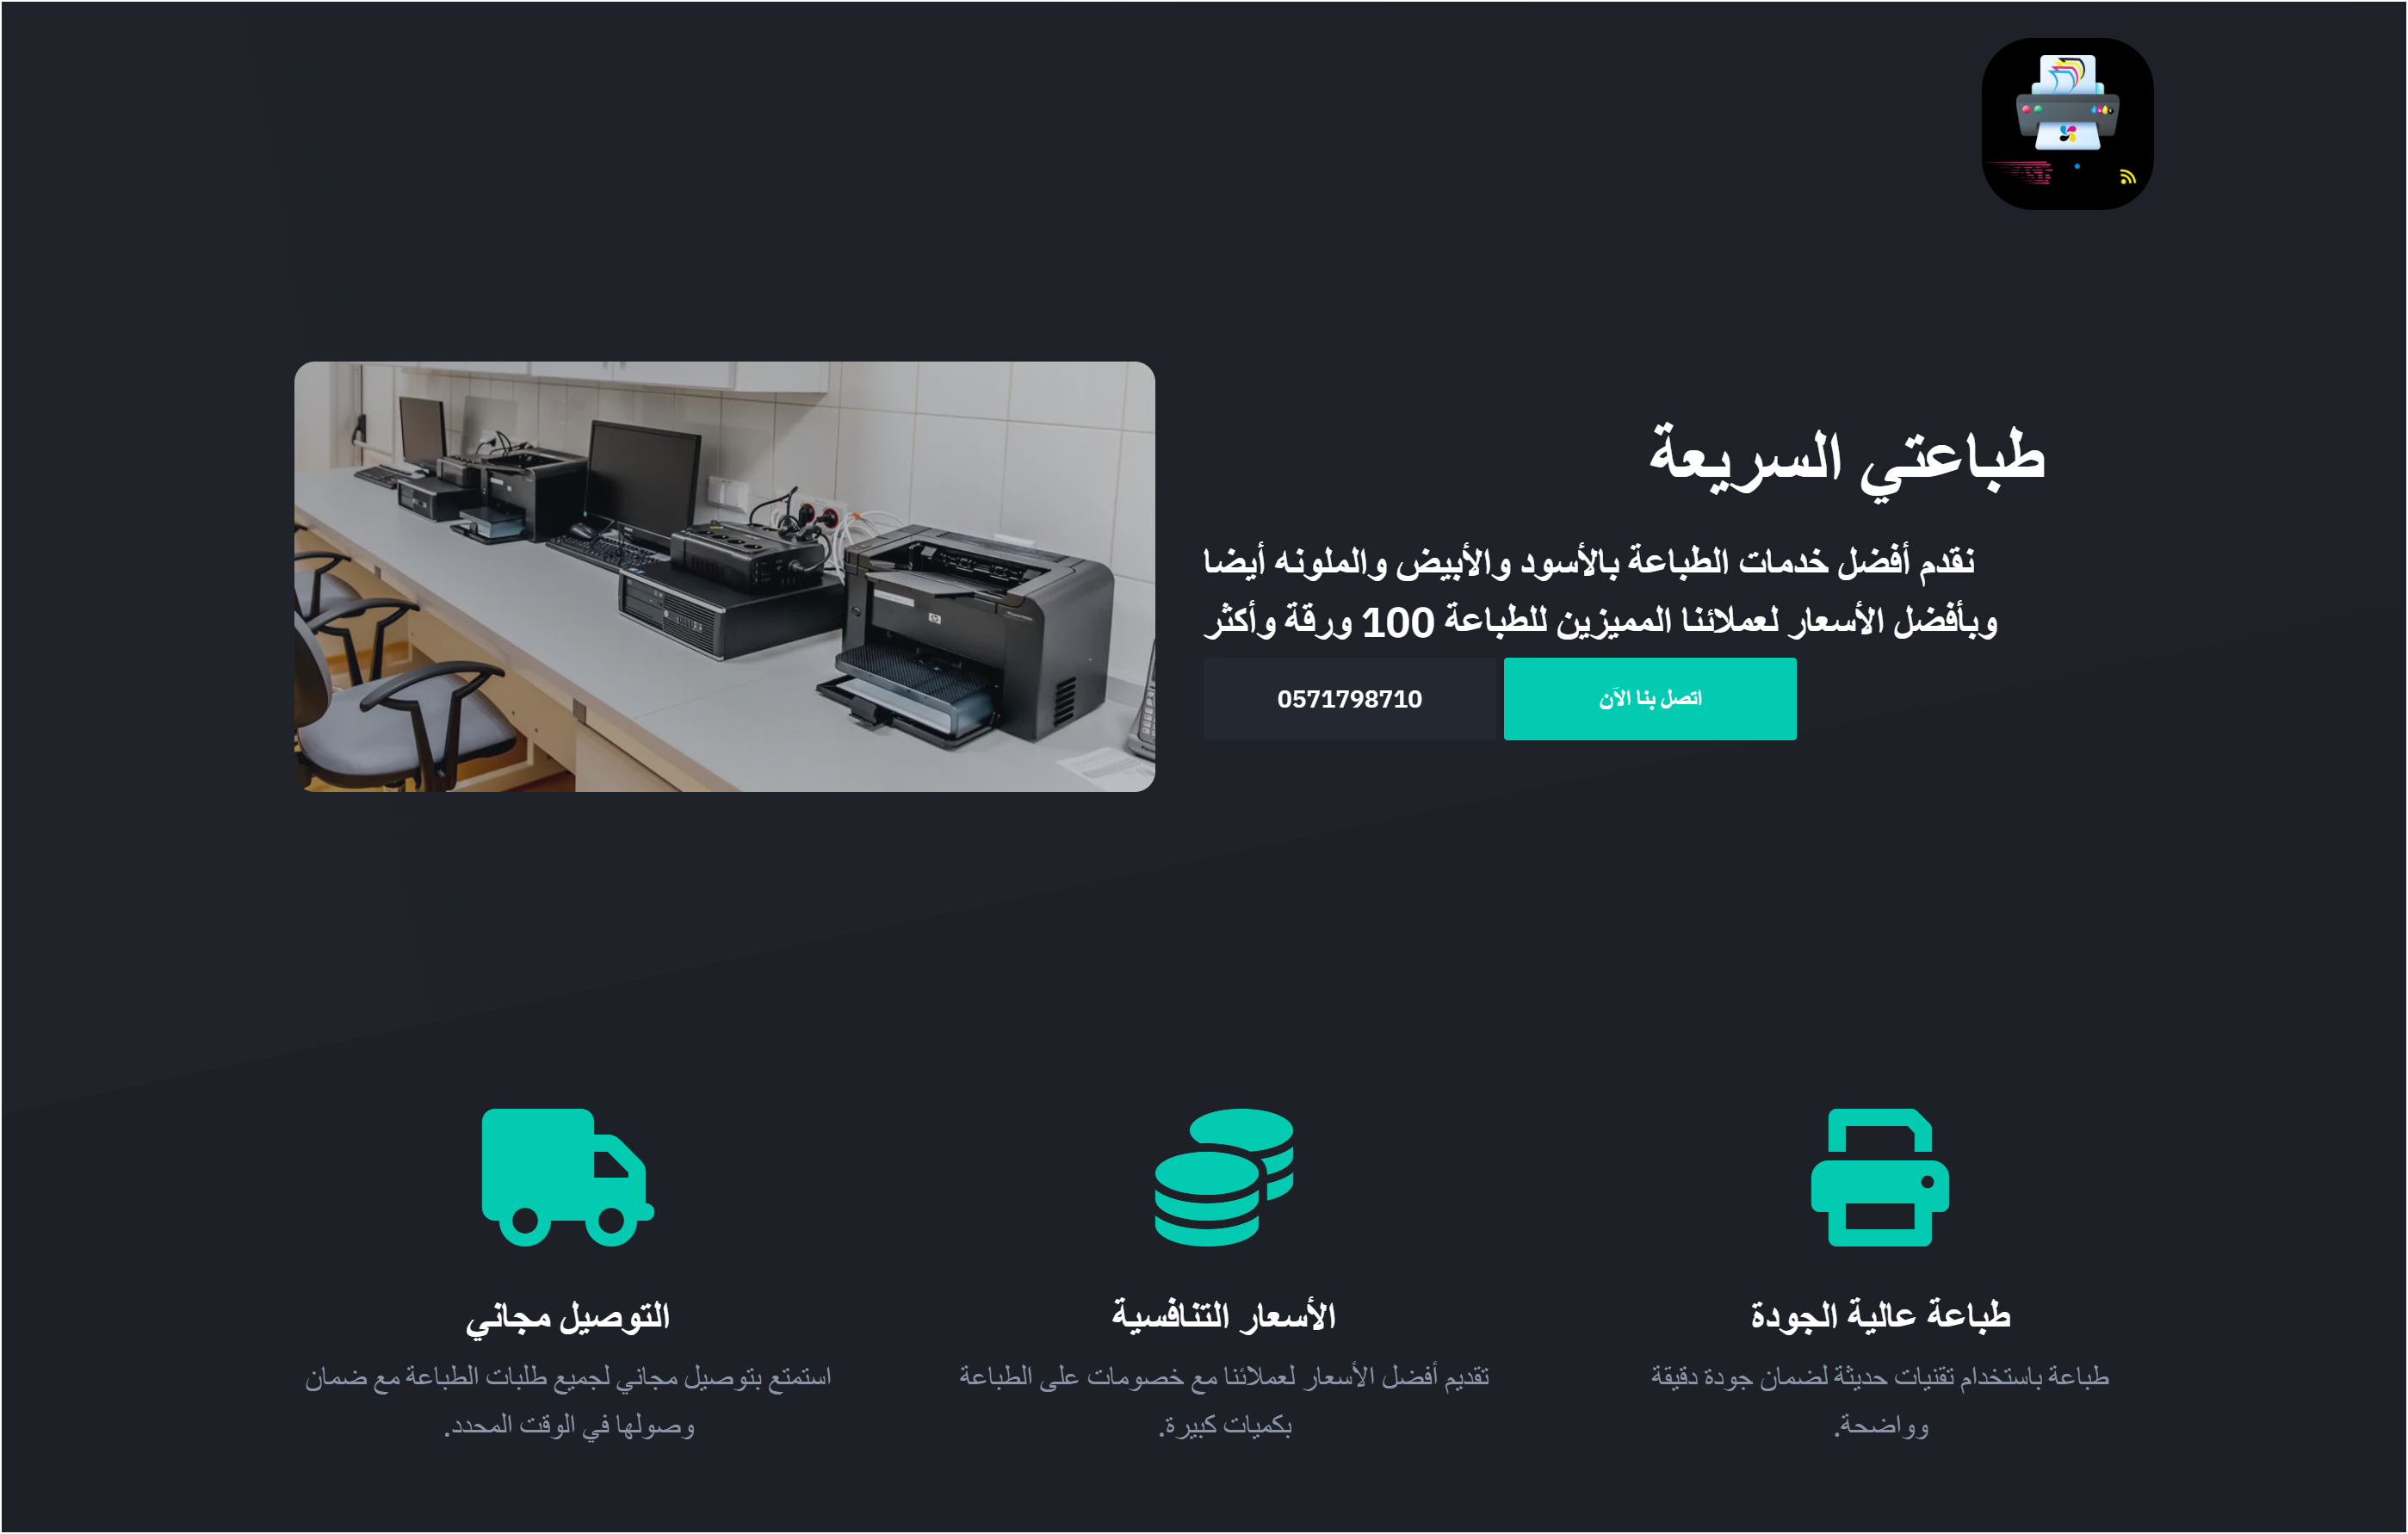 طباعتي السريعة
نقدم أفضل خدمات الطباعة بالأسود والأبيض والملونه أيضا
وبأفضل الأسعار لعملائنا المميزين للطباعة 100 ورقة وأكثر
اتصل بنا الآن
0571798710
طباعة عالية الجودة
طباعة باستخدام تقنيات حديثة لضمان جودة دقيقة
وواضحة.
الأسعار التنافسية
تقديم أفضل الأسعار لعملائنا مع خصومات على الطباعة
بكميات كبيرة.
التوصيل مجاني
استمتع بتوصيل مجاني لجميع طلبات الطباعة مع ضمان
وصولها في الوقت المحدد.